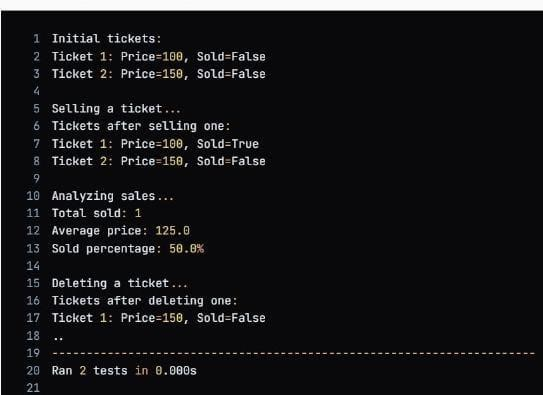 1 Initial tickets:
2 Ticket 1: Price=100, Sold=False
3 Ticket 2: Price=150, Sold=False
4
5 Selling a ticket...
6 Tickets after selling one:
7 Ticket 1: Price=100, Sold=True
8 Ticket 2: Price=150, Sold=False
9
10 Analyzing sales...
11 Total sold: 1
12 Average price: 125.0
13 Sold percentage: 50.0%
14
15 Deleting a ticket...
16 Tickets after deleting one:
17 Ticket 1: Price=150, Sold=False
18 ..
19 ----------------------------------------------------------------------
20 Ran 2 tests in 0.000s
21